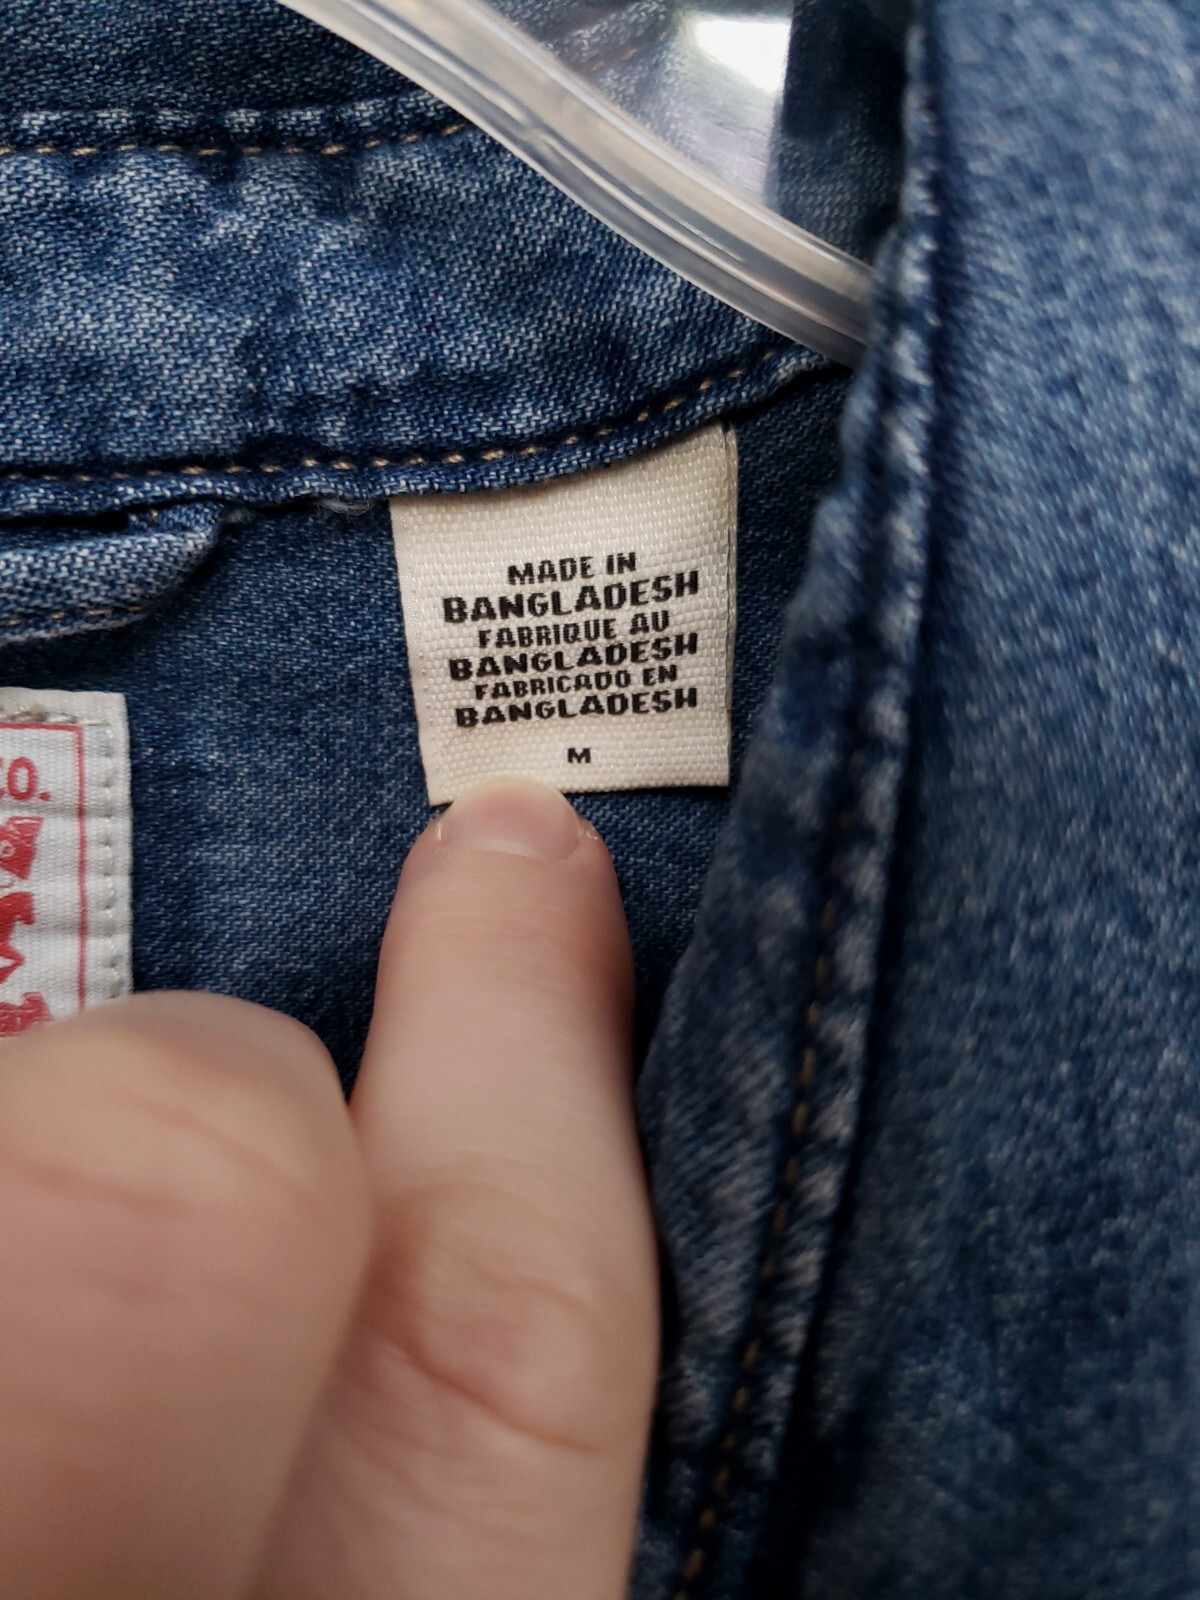 MADE IN
BANGLADESH
FABRIQUE AU
BANGLADESH
FABRICADO EN
BANGLADESH
M
CO.